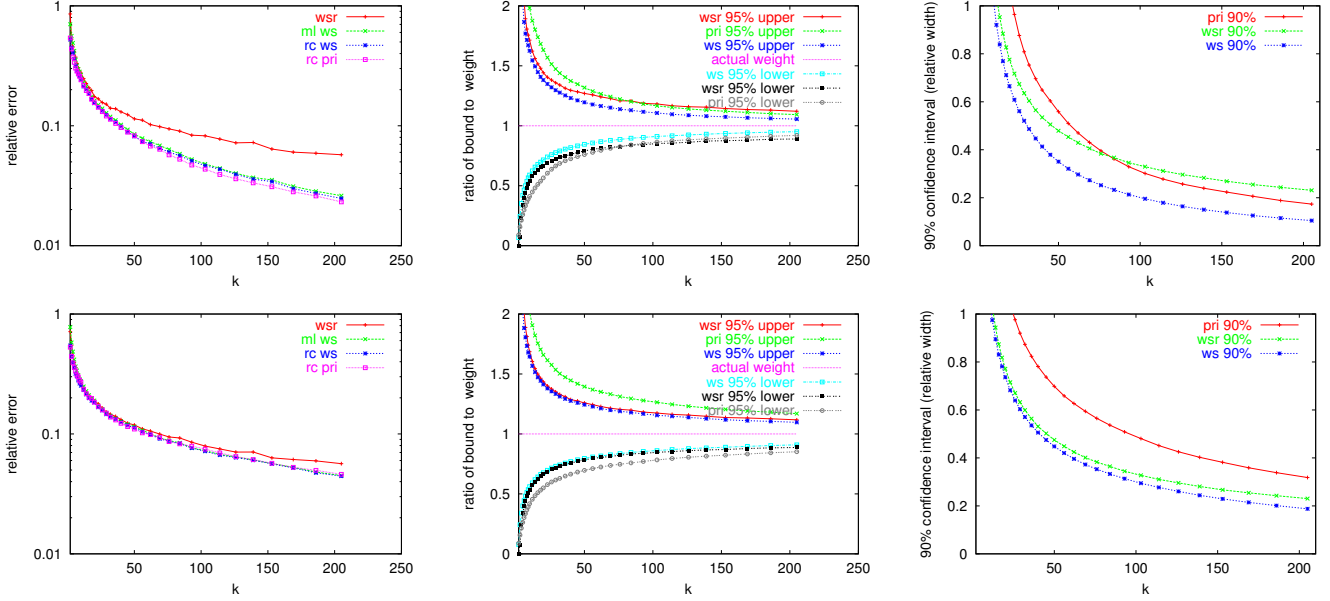 1
0.1
0.01
relative error
50 100 150 200 250
k
wsr
ml ws
rc ws
rc pri
2
1.5
1
0.5
0
ratio of bound to weight
50 100 150 200 250
k
wsr 95% upper
pri 95% upper
ws 95% upper
actual weight
ws 95% lower
wsr 95% lower
pri 95% lower
1
0.8
0.6
0.4
0.2
0
90% confidence interval (relative width)
50 100 150 200
k
pri 90%
wsr 90%
ws 90%
1
0.1
0.01
relative error
50 100 150 200 250
k
wsr
ml ws
rc ws
rc pri
2
1.5
1
0.5
0
ratio of bound to weight
50 100 150 200 250
k
wsr 95% upper
pri 95% upper
ws 95% upper
actual weight
ws 95% lower
wsr 95% lower
pri 95% lower
1
0.8
0.6
0.4
0.2
0
90% confidence interval (relative width)
50 100 150 200
k
pri 90%
wsr 90%
ws 90%